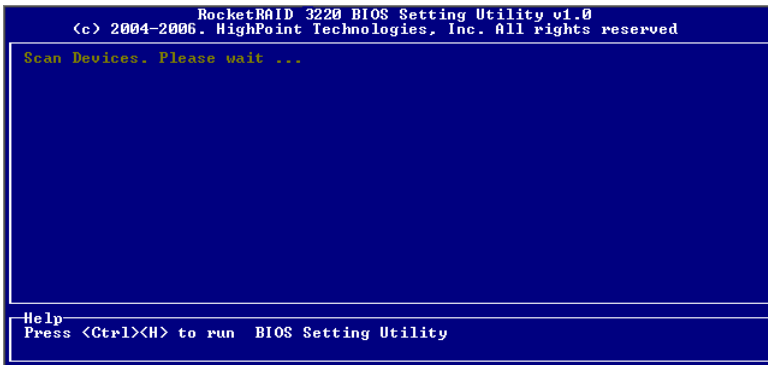 RocketRAID 3220 BIOS Setting Utility v1.0
(c) 2004-2006. HighPoint Technologies, Inc. All rights reserved
Scan Devices. Please wait ...
Help
Press <Ctrl><H> to run  BIOS Setting Utility